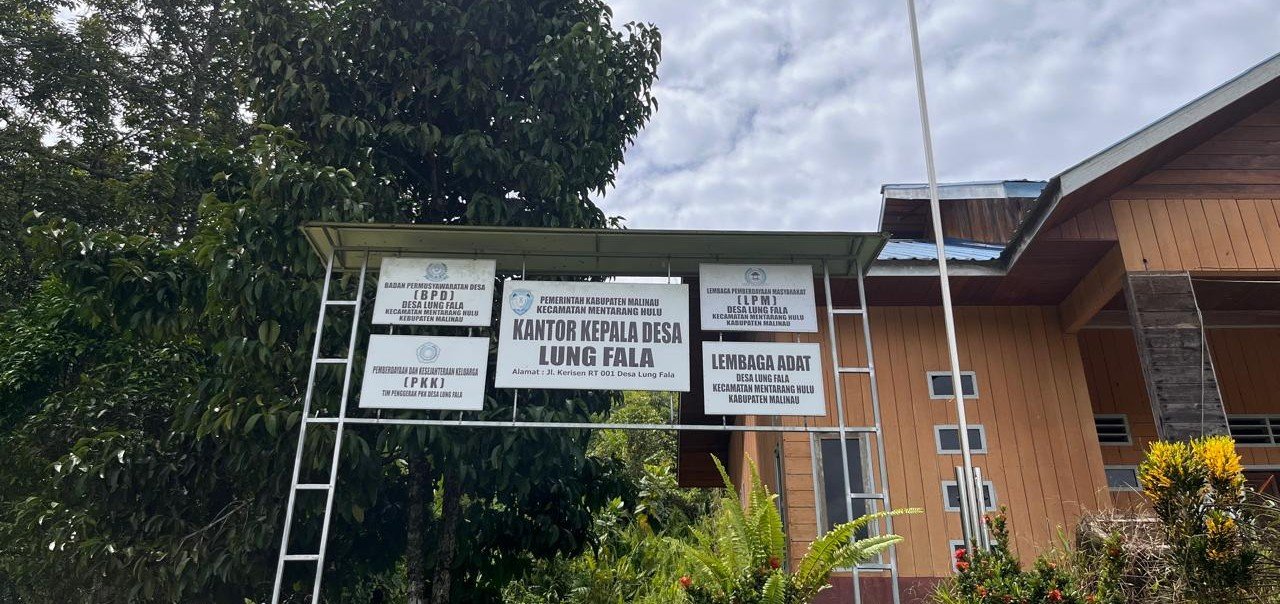 BADAN PERMUSYAWARATAN DESA
(BPD)
DESA LUNG FALA
KECAMATAN MENTARANG HULU
KEBUPATEN MALINAU
PEMERINTAH KABUPATEN MALINAU
KECAMATAN MENTARANG HULU
KANTOR KEPALA DESA
LUNG FALA
Alamat : Jl. Kerisen RT 001 Desa Lung Fala
LEMBAGA PEMBERDAYAAN MASYARAKAT
(LPM)
DESA LUNG FALA
KECAMATAN MENTARANG HULU
KABUPATEN MALINAU
PEMBERDAYAAN DAN KESEJAHTERAAN KELUARGA
(PKK)
TIM PENGGERAK PKK DESA LUNG FALA
LEMBAGA ADAT
DESA LUNG FALA
KECAMATAN MENTARANG HULU
KABUPATEN MALINAU